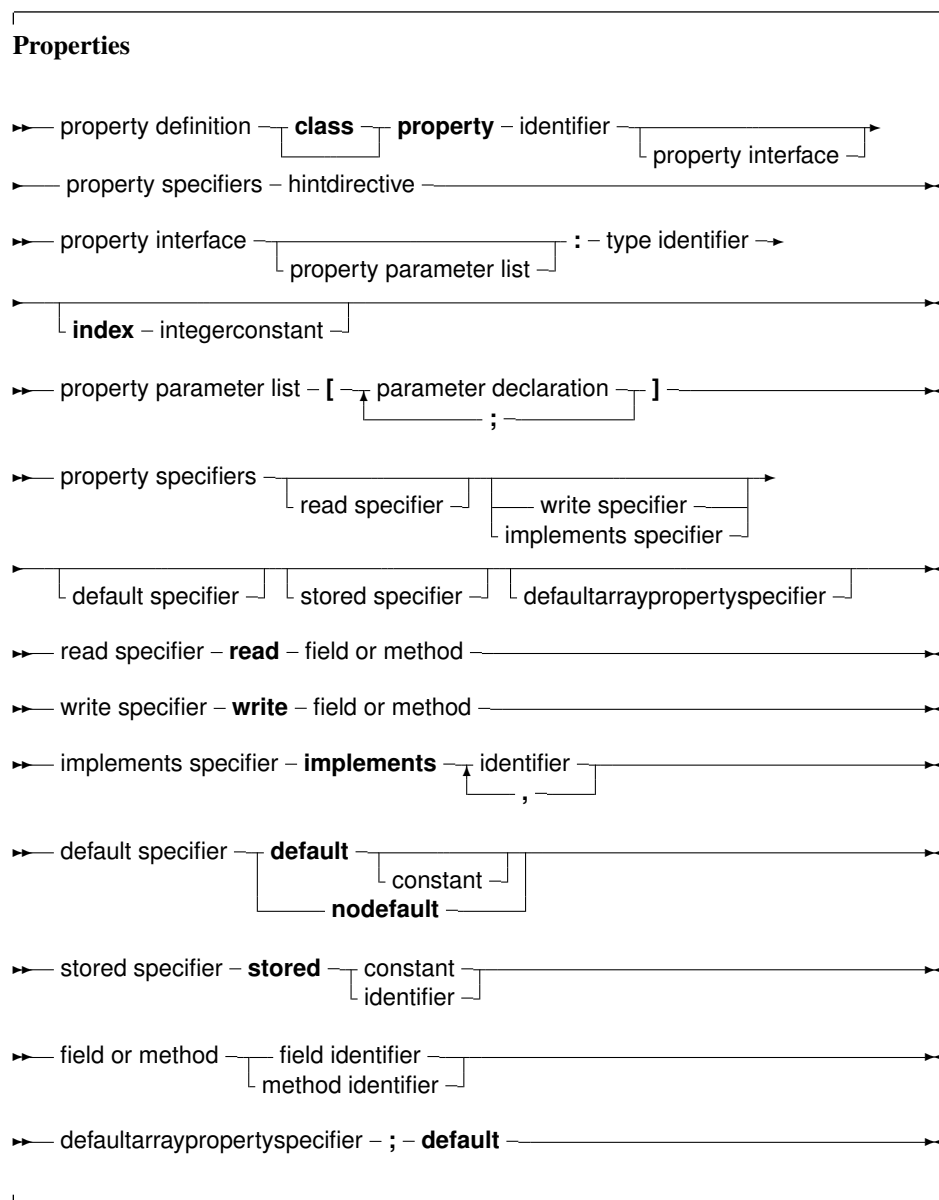 Properties
property definition class property identifier
property interface
property specifiers hintdirective
property interface : type identifier
property parameter list
index integerconstant
property parameter list [ parameter declaration ]
;
property specifiers
read specifier write specifier
implements specifier
default specifier stored specifier defaultarraypropertyspecifier
read specifier read field or method
write specifier write field or method
implements specifier implements identifier
,
default specifier default
constant
nodefault
stored specifier stored constant
identifier
field or method field identifier
method identifier
defaultarraypropertyspecifier ; default